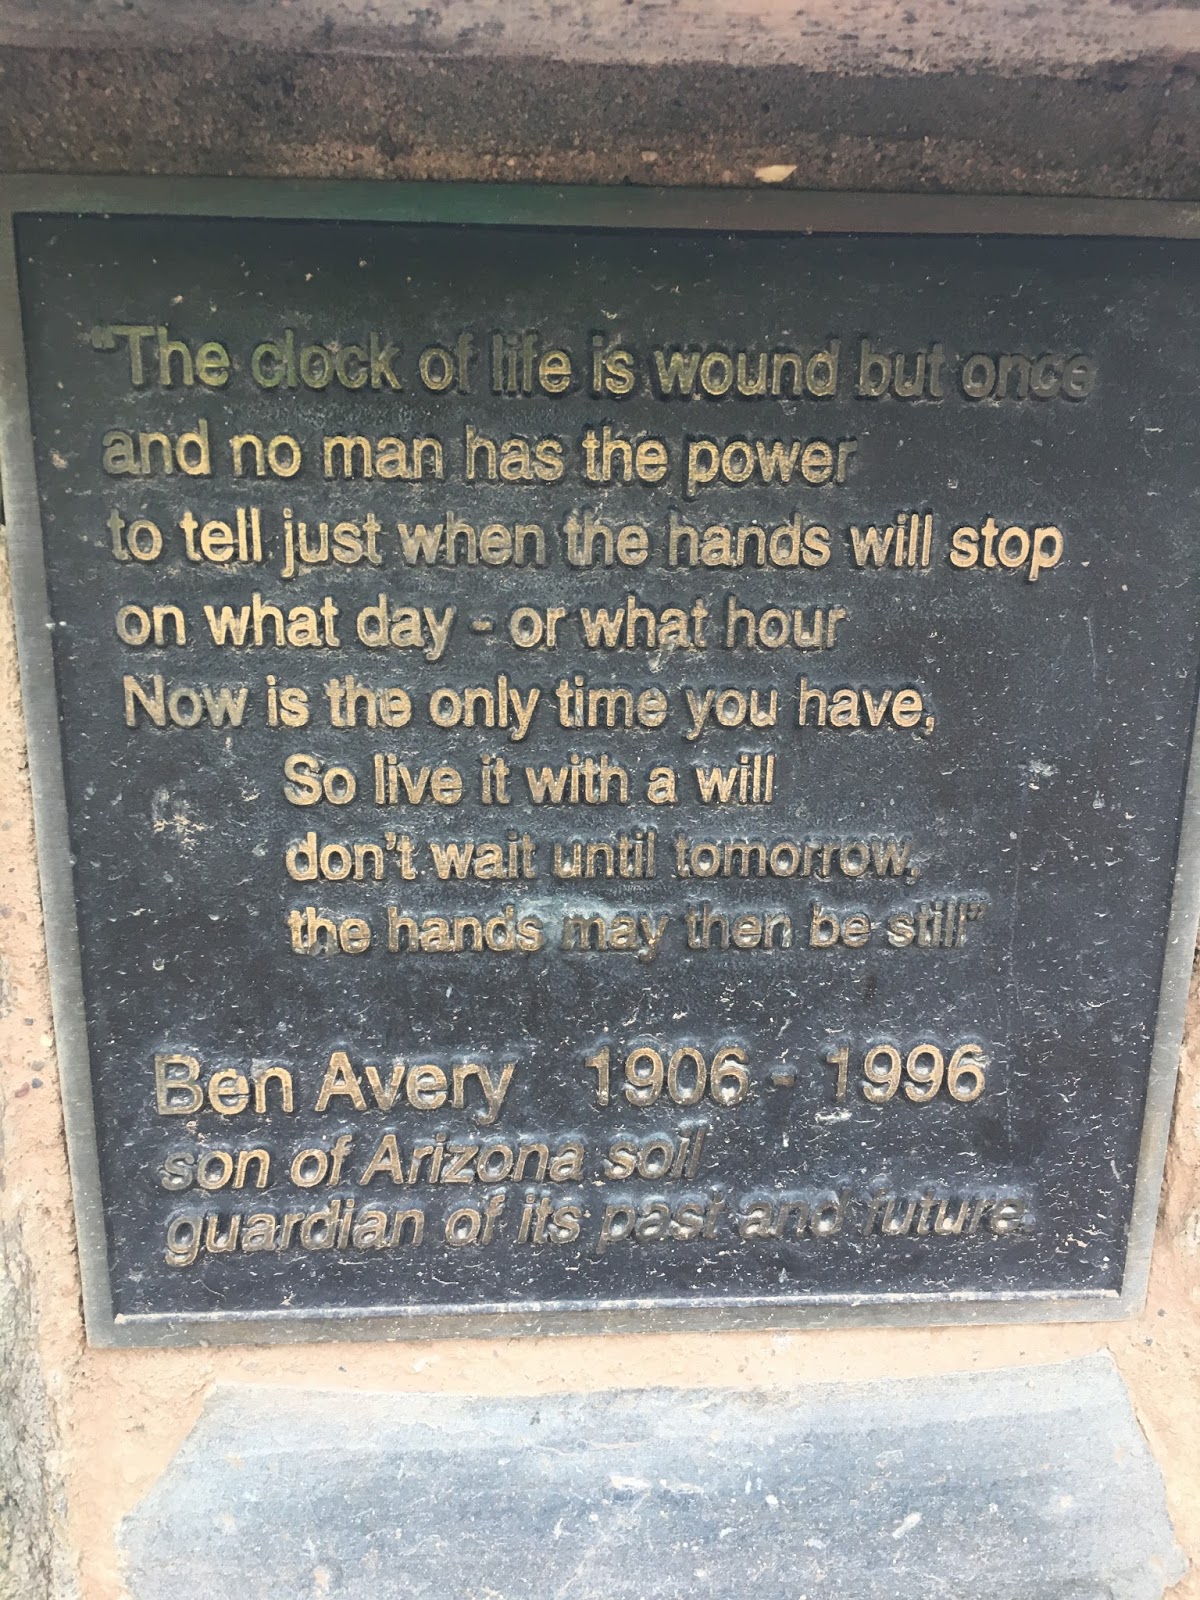 "The clock of life is wound but once
and no man has the power
to tell just when the hands will stop
on what day - or what hour
Now is the only time you have,
So live it with a will
don't wait until tomorrow,
the hands may then be still"
Ben Avery 1906 - 1996
son of Arizona soil
guardian of its past and future.